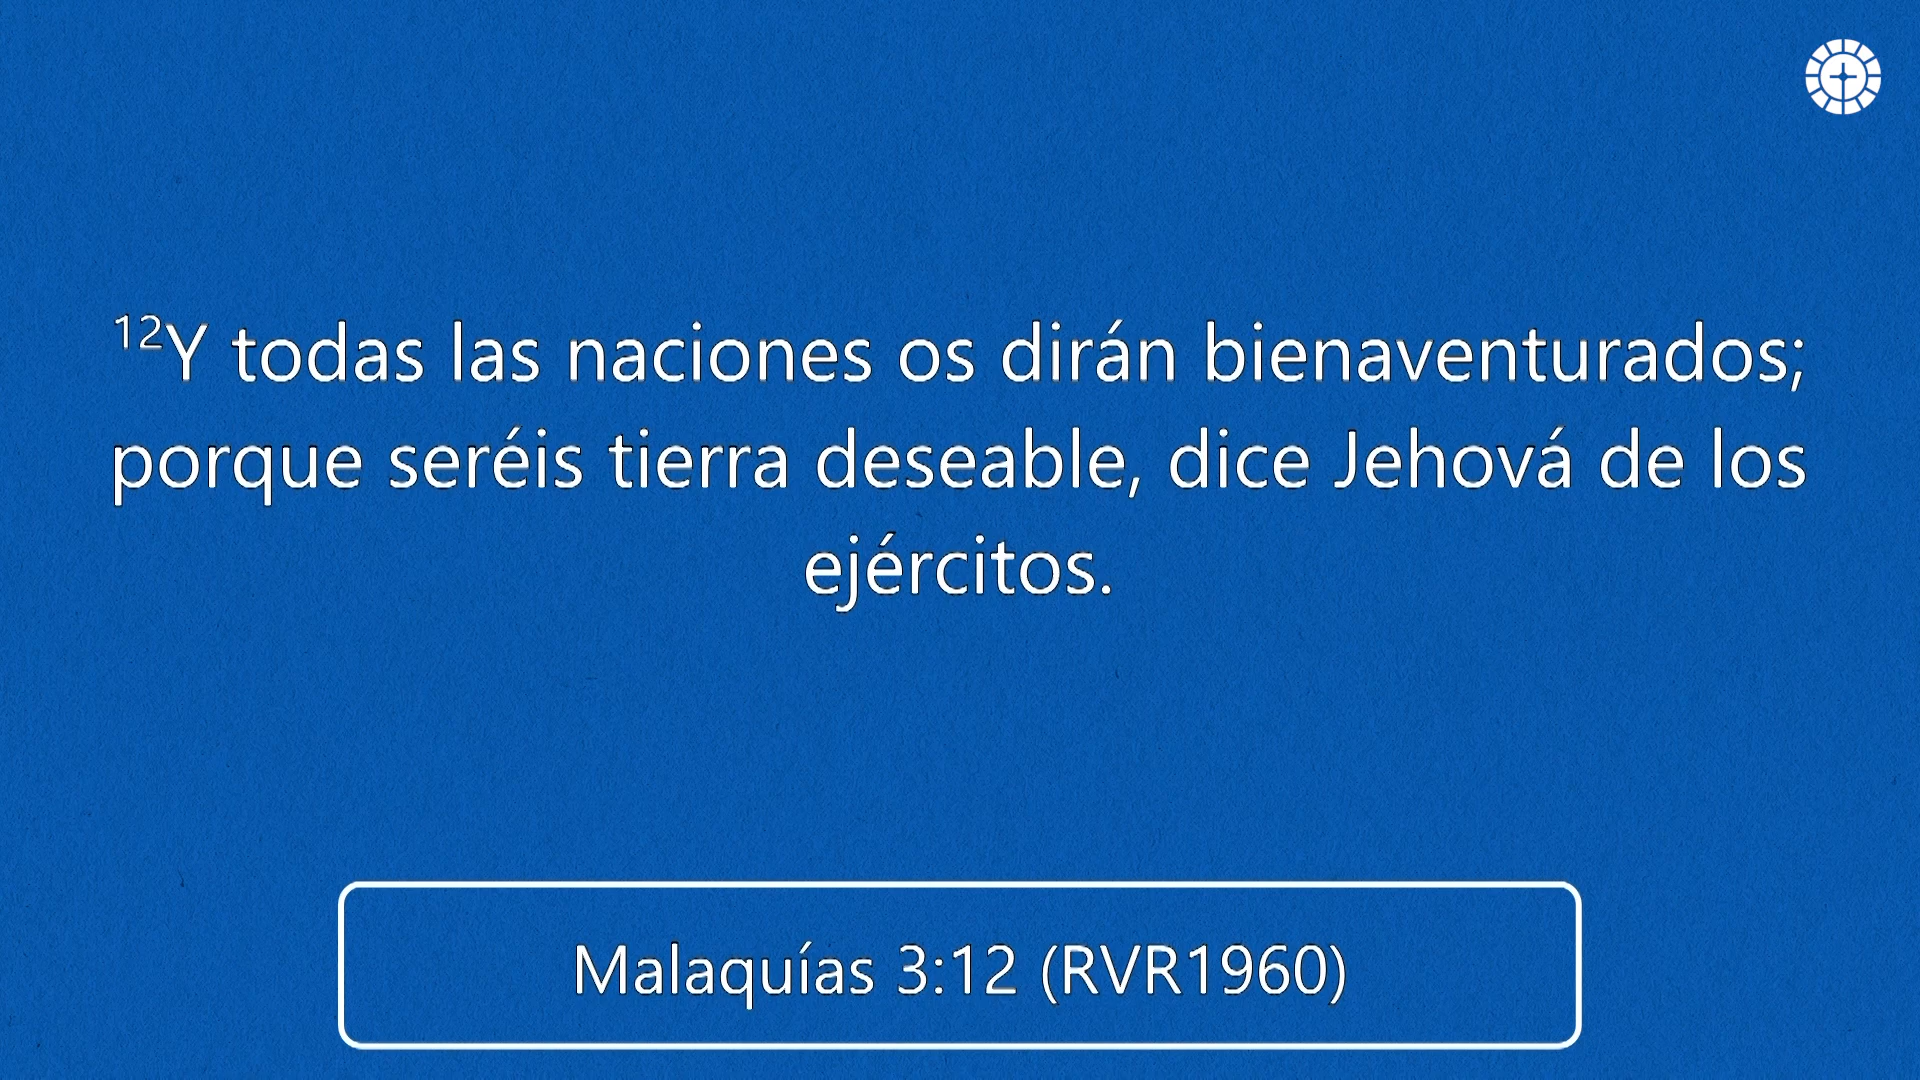 ¹²Y todas las naciones os dirán bienaventurados;
porque seréis tierra deseable, dice Jehová de los
ejércitos.
Malaquías 3:12 (RVR1960)